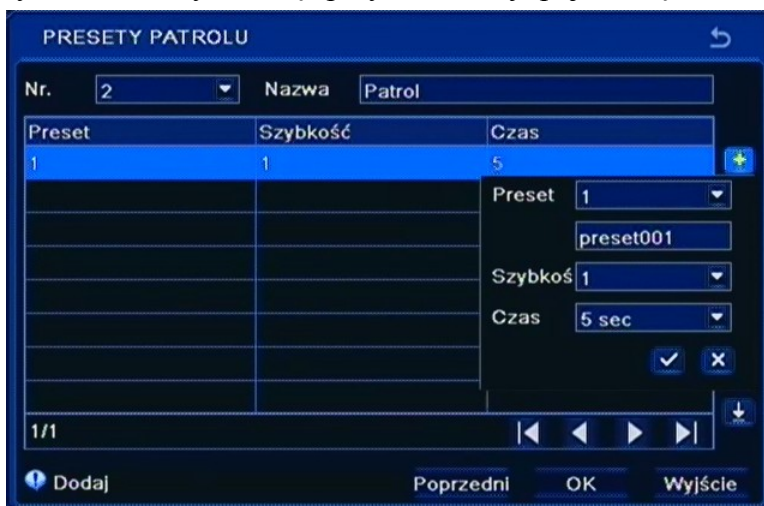 PRESETY PATROLU
Nr. 2 Nazwa Patrol
Preset Szybkość Czas
1 1 5
Preset 1
preset001
Szybkoś 1
Czas 5 sec
1/1
Dodaj Poprzedni OK Wyjście